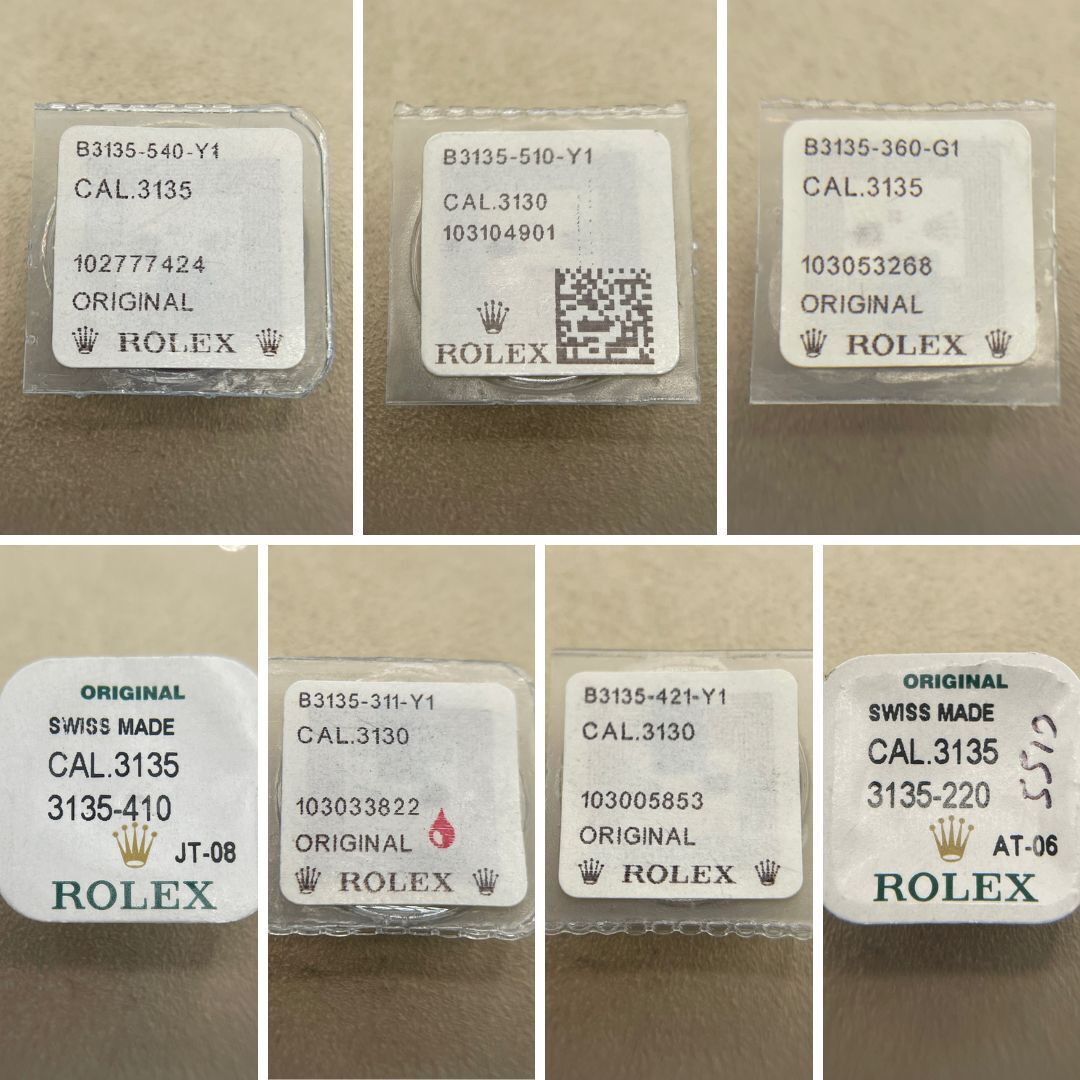 B3135-540-Y1
CAL.3135
102777424
ORIGINAL
ROLEX
B3135-510-Y1
CAL.3130
103104901
ROLEX
B3135-360-G1
CAL.3135
103053268
ORIGINAL
ROLEX
ORIGINAL
SWISS MADE
CAL.3135
3135-410
JT-08
ROLEX
B3135-311-Y1
CAL.3130
103033822
ORIGINAL
ROLEX
B3135-421-Y1
CAL.3130
103005853
ORIGINAL
ROLEX
ORIGINAL
SWISS MADE
CAL.3135
3135-220
AT-06
ROLEX